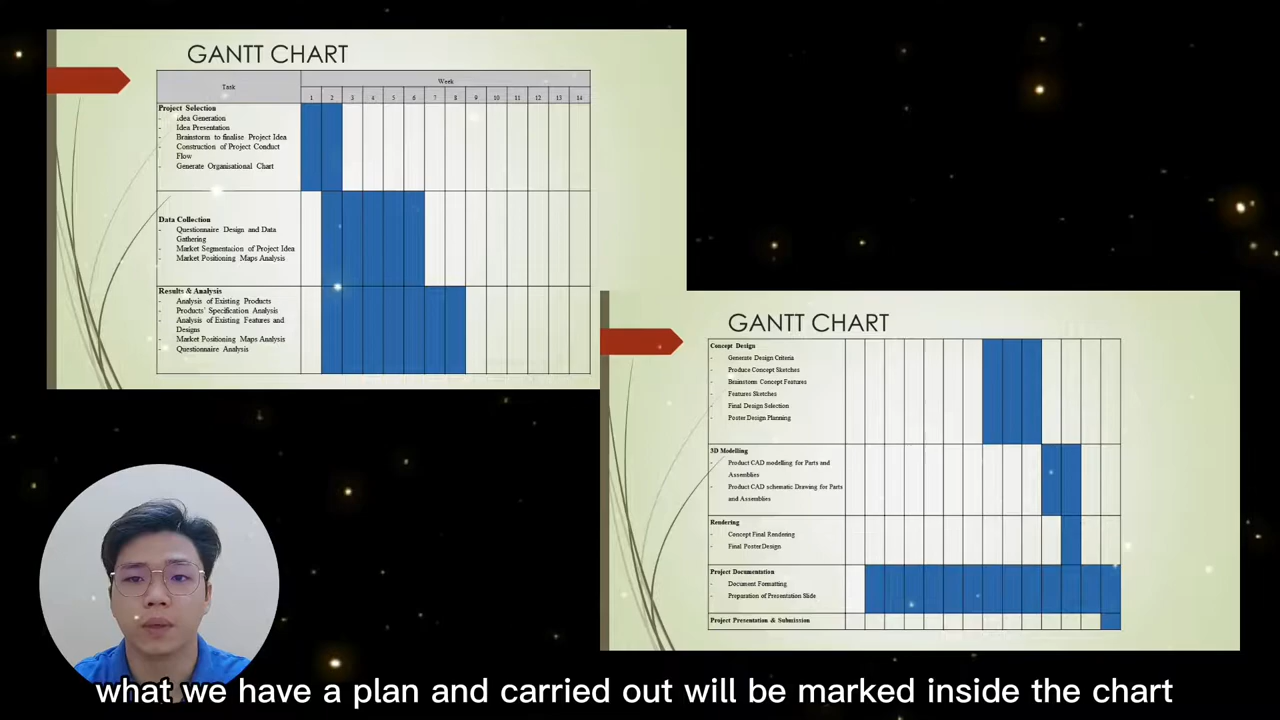 GANTT CHART
Task
Week
1 2 3 4 5 6 7 8 9 10 11 12 13 14
Project Selection
- Idea Generation
- Idea Presentation
- Brainstorm to finalise Project Idea
- Construction of Project Conduct
Flow
- Generate Organisational Chart
Data Collection
- Questionnaire Design and Data
Gathering
- Market Segmentation of Project Idea
- Market Positioning Maps Analysis
Results & Analysis
- Analysis of Existing Products
- Products' Specification Analysis
- Analysis of Existing Features and
Designs
- Market Positioning Maps Analysis
- Questionnaire Analysis
GANTT CHART
Concept Design
- Generate Design Criteria
- Produce Concept Sketches
- Brainstorm Concept Features
- Features Sketches
- Final Design Selection
- Poster Design Planning
3D Modelling
- Product CAD modelling for Parts and
Assemblies
- Product CAD schematic Drawing for Parts
and Assemblies
Rendering
- Concept Final Rendering
- Final Poster Design
Project Documentation
- Document Formatting
- Preparation of Presentation Slide
Project Presentation & Submission
what we have a plan and carried out will be marked inside the chart